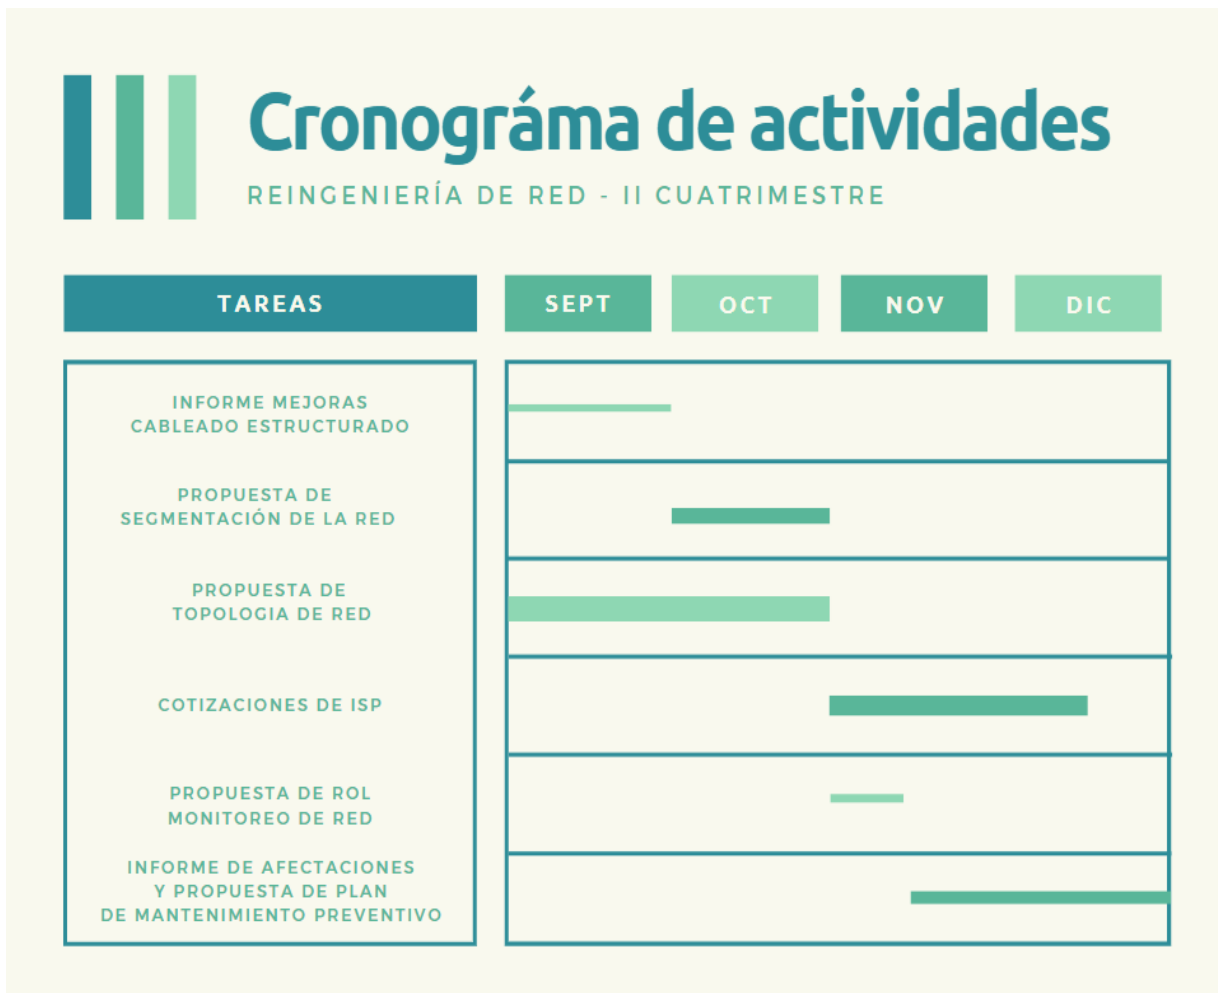 Cronográma de actividades
REINGENIERÍA DE RED - II CUATRIMESTRE
TAREAS
SEPT
OCT
NOV
DIC
INFORME MEJORAS
CABLEADO ESTRUCTURADO
PROPUESTA DE
SEGMENTACIÓN DE LA RED
PROPUESTA DE
TOPOLOGIA DE RED
COTIZACIONES DE ISP
PROPUESTA DE ROL
MONITOREO DE RED
INFORME DE AFECTACIONES
Y PROPUESTA DE PLAN
DE MANTENIMIENTO PREVENTIVO